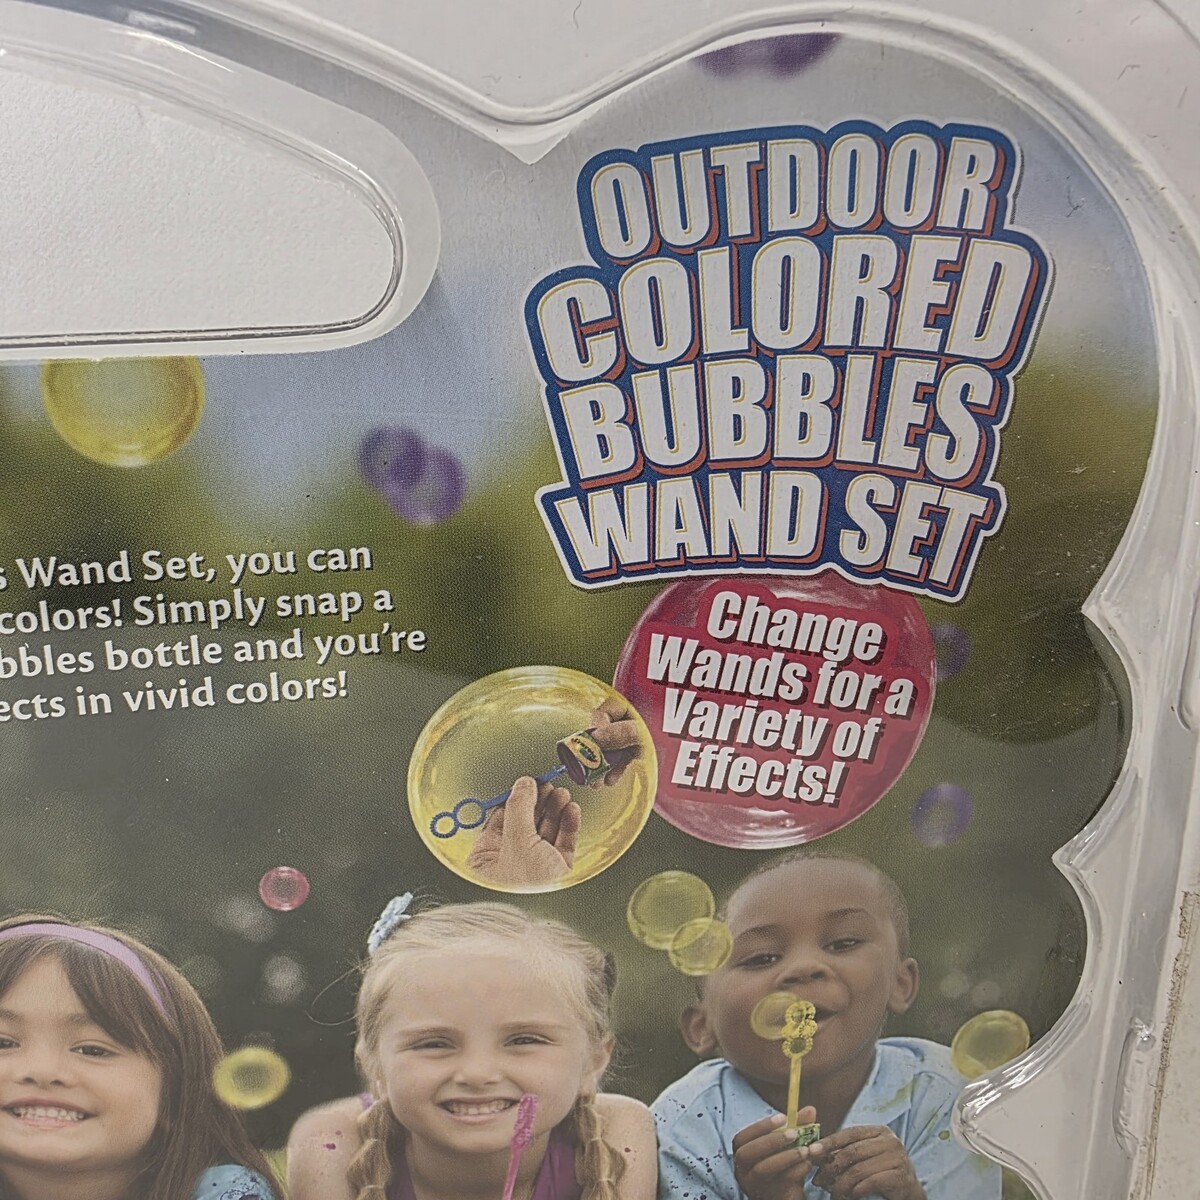 OUTDOOR
COLORED
BUBBLES
WAND SET
s Wand Set, you can
colors! Simply snap a
bbles bottle and you're
ects in vivid colors!
Change
Wands for a
Variety of
Effects!